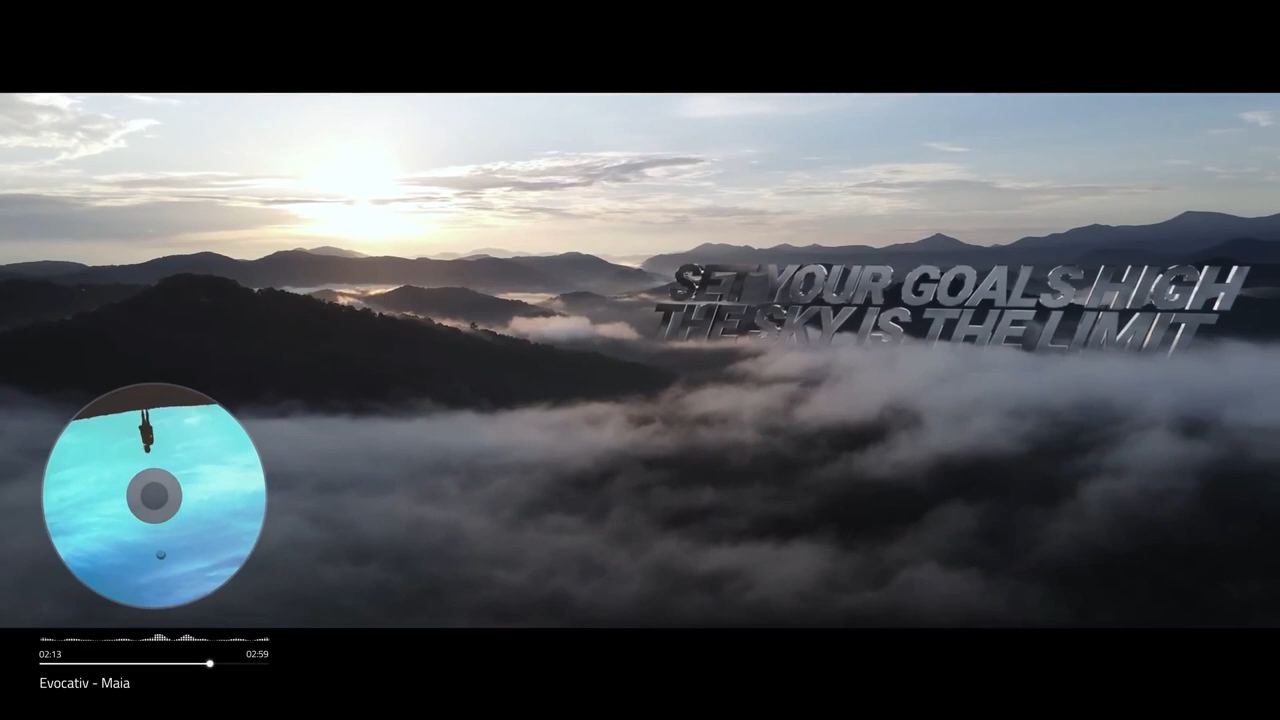 SET YOUR GOALS HIGH
THE SKY IS THE LIMIT
02:13 02:59
Evocativ - Maia